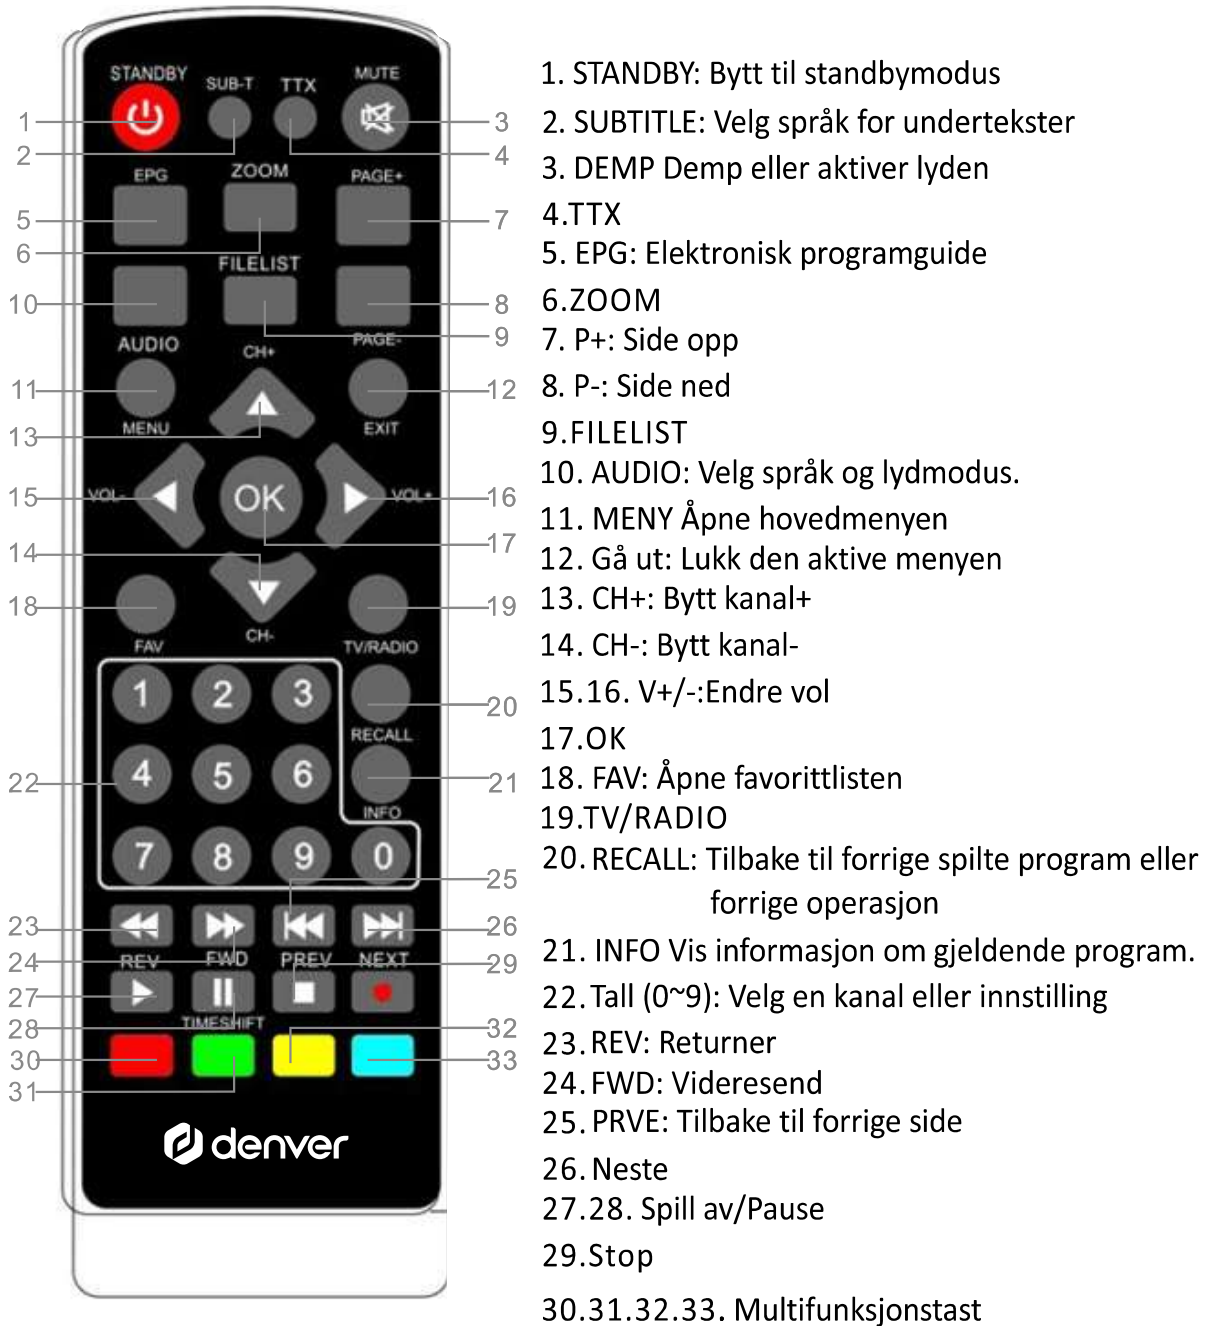 STANDBY
SUB-T
TTX
MUTE
1
2
3
4
EPG
ZOOM
PAGE+
5
6
7
FILELIST
10
8
9
AUDIO
CH+
PAGE-
11
12
MENU
EXIT
13
VOL-
OK
VOL+
15
16
17
14
18
19
FAV
CH-
TV/RADIO
1 2 3
20
RECALL
4 5 6
22
21
INFO
7 8 9 0
25
23
26
REV FWD PREV NEXT
24
29
27
28
TIMESHIFT
32
30
33
31
denver
1. STANDBY: Bytt til standbymodus
2. SUBTITLE: Velg språk for undertekster
3. DEMP Demp eller aktiver lyden
4.TTX
5. EPG: Elektronisk programguide
6.ZOOM
7. P+: Side opp
8. P-: Side ned
9.FILELIST
10. AUDIO: Velg språk og lydmodus.
11. MENY Åpne hovedmenyen
12. Gå ut: Lukk den aktive menyen
13. CH+: Bytt kanal+
14. CH-: Bytt kanal-
15.16. V+/-:Endre vol
17.OK
18. FAV: Åpne favorittlisten
19.TV/RADIO
20. RECALL: Tilbake til forrige spilte program eller
forrige operasjon
21. INFO Vis informasjon om gjeldende program.
22. Tall (0~9): Velg en kanal eller innstilling
23. REV: Returner
24. FWD: Videresend
25. PRVE: Tilbake til forrige side
26. Neste
27.28. Spill av/Pause
29.Stop
30.31.32.33. Multifunksjonstast